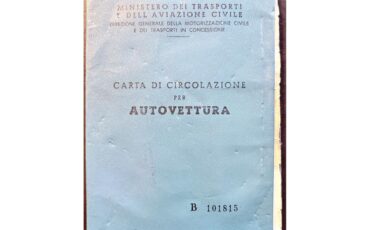 MINISTERO DEI TRASPORTI
E DELL'AVIAZIONE CIVILE
DIREZIONE GENERALE DELLA MOTORIZZAZIONE CIVILE
E DEI TRASPORTI IN CONCESSIONE
CARTA DI CIRCOLAZIONE
PER
AUTOVETTURA
B 101815